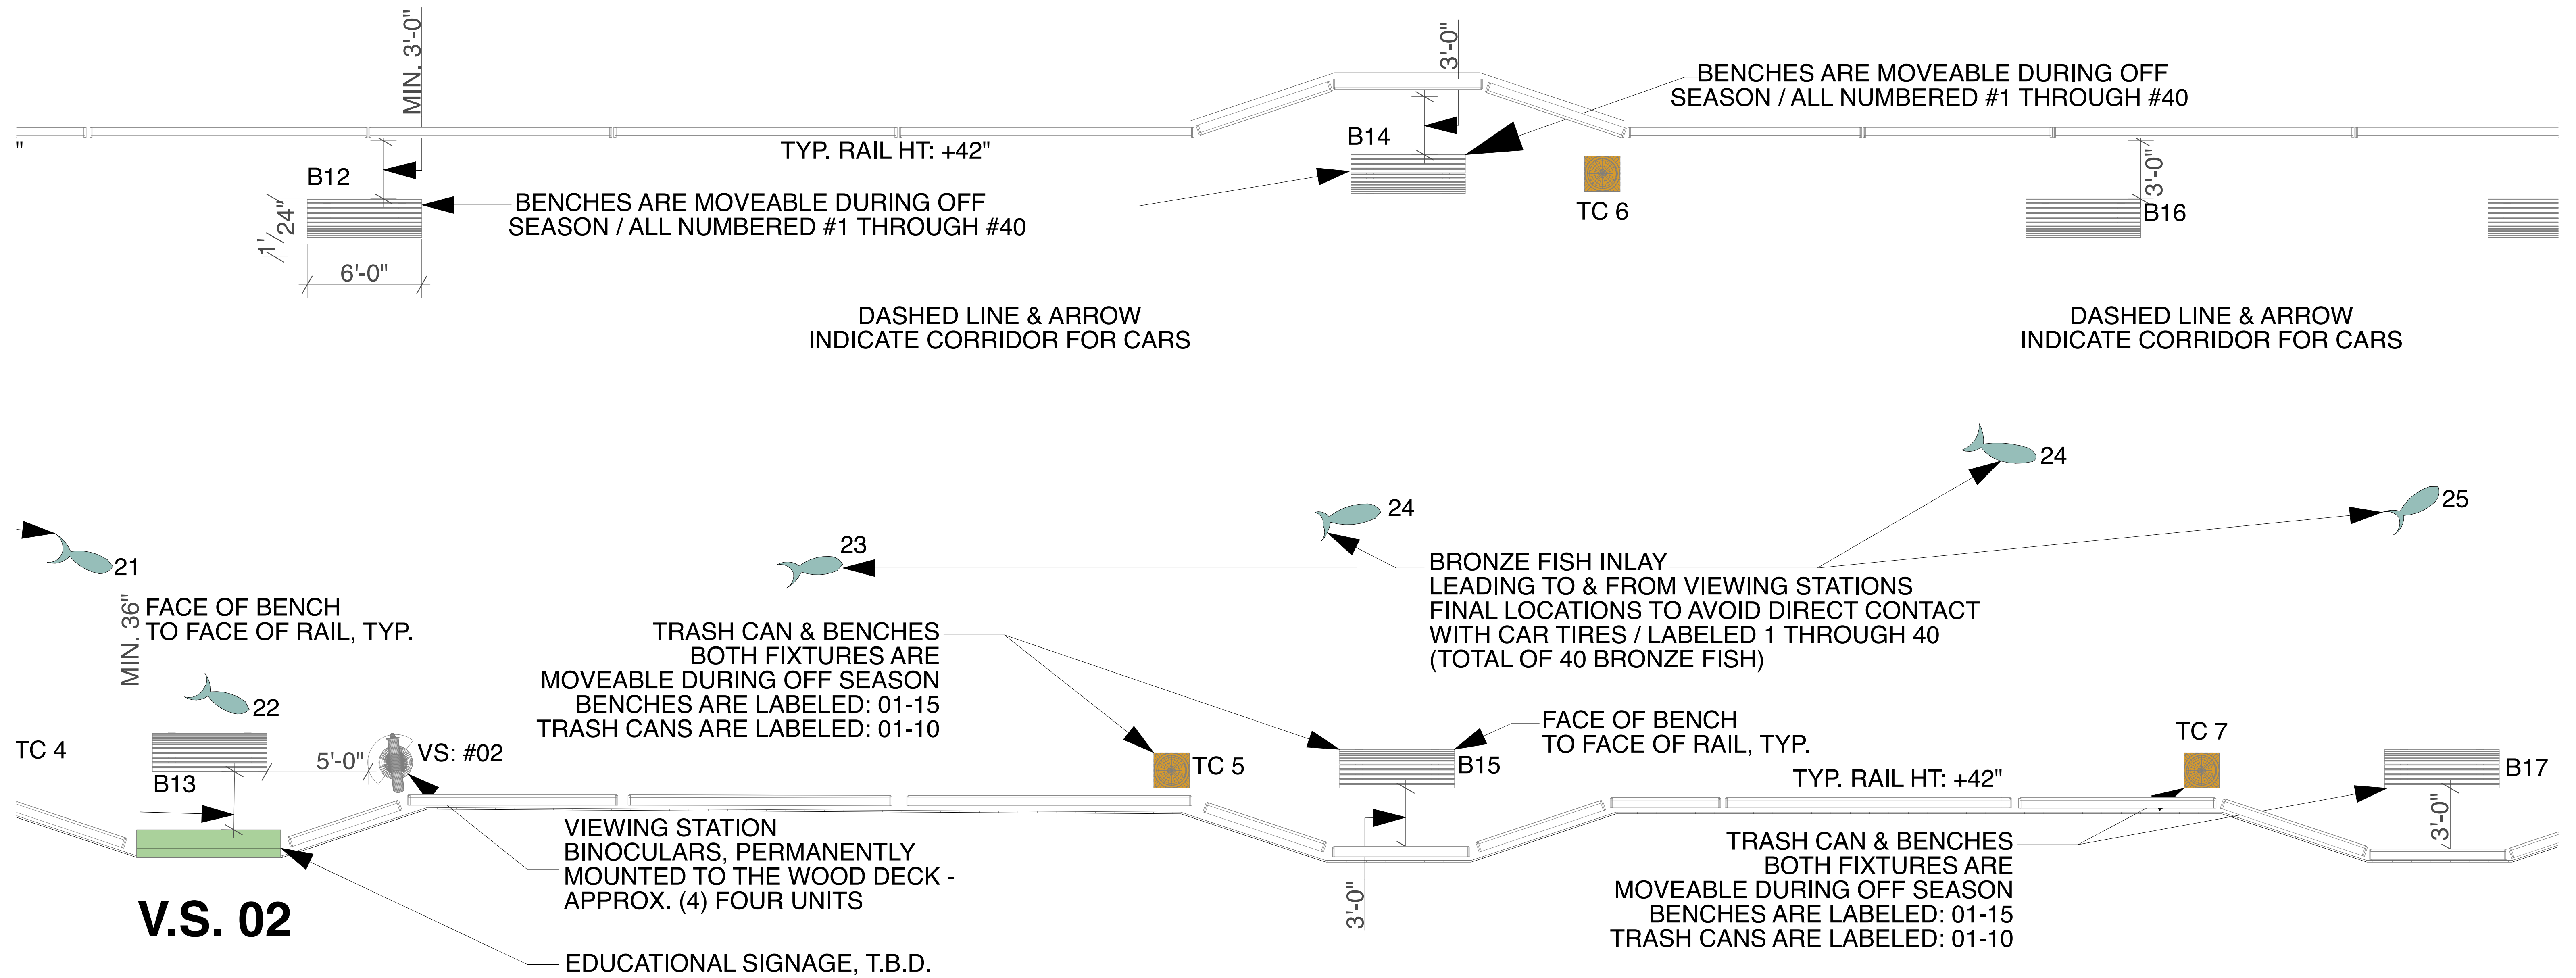 MIN. 3'-0"
3'-0"
BENCHES ARE MOVEABLE DURING OFF
SEASON / ALL NUMBERED #1 THROUGH #40
"
TYP. RAIL HT: +42"
B14
B12
3'-0"
24"
1'
BENCHES ARE MOVEABLE DURING OFF
SEASON / ALL NUMBERED #1 THROUGH #40
TC 6
B16
6'-0"
DASHED LINE & ARROW
INDICATE CORRIDOR FOR CARS
DASHED LINE & ARROW
INDICATE CORRIDOR FOR CARS
24
25
24
23
21
BRONZE FISH INLAY
LEADING TO & FROM VIEWING STATIONS
FINAL LOCATIONS TO AVOID DIRECT CONTACT
WITH CAR TIRES / LABELED 1 THROUGH 40
(TOTAL OF 40 BRONZE FISH)
MIN. 36"
FACE OF BENCH
TO FACE OF RAIL, TYP.
TRASH CAN & BENCHES
BOTH FIXTURES ARE
MOVEABLE DURING OFF SEASON
BENCHES ARE LABELED: 01-15
TRASH CANS ARE LABELED: 01-10
22
FACE OF BENCH
TO FACE OF RAIL, TYP.
TC 4
5'-0"
VS: #02
B13
TC 5
B15
TC 7
TYP. RAIL HT: +42"
B17
3'-0"
VIEWING STATION
BINOCULARS, PERMANENTLY
MOUNTED TO THE WOOD DECK -
APPROX. (4) FOUR UNITS
3'-0"
TRASH CAN & BENCHES
BOTH FIXTURES ARE
MOVEABLE DURING OFF SEASON
BENCHES ARE LABELED: 01-15
TRASH CANS ARE LABELED: 01-10
V.S. 02
EDUCATIONAL SIGNAGE, T.B.D.